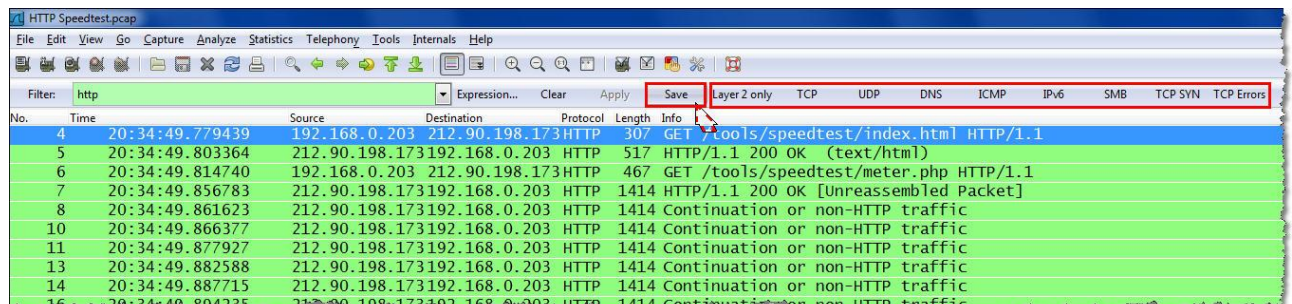 HTTP Speedtest.pcap
File Edit View Go Capture Analyze Statistics Telephony Tools Internals Help
Filter: http Expression... Clear Apply Save Layer 2 only TCP UDP DNS ICMP IPv6 SMB TCP SYN TCP Errors
No. Time Source Destination Protocol Length Info
4 20:34:49.779439 192.168.0.203 212.90.198.173 HTTP 307 GET /tools/speedtest/index.html HTTP/1.1
5 20:34:49.803364 212.90.198.173 192.168.0.203 HTTP 517 HTTP/1.1 200 OK (text/html)
6 20:34:49.814740 192.168.0.203 212.90.198.173 HTTP 467 GET /tools/speedtest/meter.php HTTP/1.1
7 20:34:49.856783 212.90.198.173 192.168.0.203 HTTP 1414 HTTP/1.1 200 OK [Unreassembled Packet]
8 20:34:49.861623 212.90.198.173 192.168.0.203 HTTP 1414 Continuation or non-HTTP traffic
10 20:34:49.866377 212.90.198.173 192.168.0.203 HTTP 1414 Continuation or non-HTTP traffic
11 20:34:49.877927 212.90.198.173 192.168.0.203 HTTP 1414 Continuation or non-HTTP traffic
13 20:34:49.882588 212.90.198.173 192.168.0.203 HTTP 1414 Continuation or non-HTTP traffic
14 20:34:49.887715 212.90.198.173 192.168.0.203 HTTP 1414 Continuation or non-HTTP traffic
HTTP 1414 Continuation or non-HTTP traffic